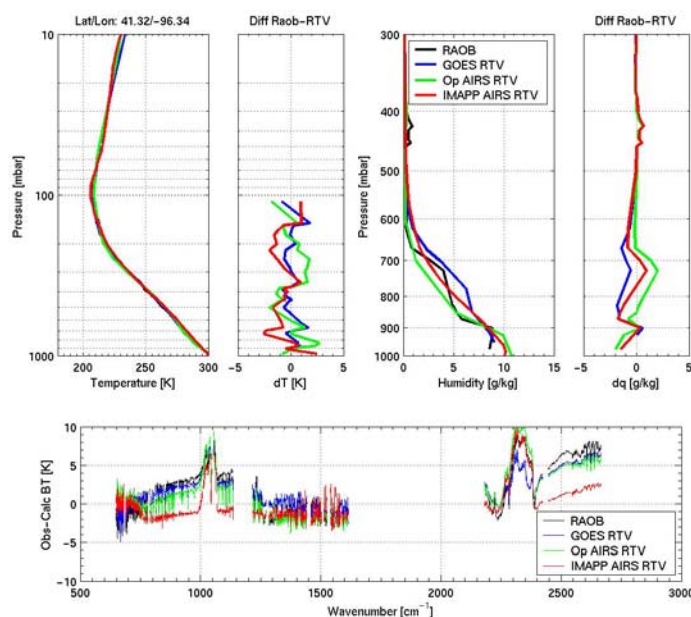 Lat/Lon: 41.32/-96.34
Diff Raob-RTV
Diff Raob-RTV
10
100
1000
Pressure [mbar]
200
250
300
Temperature [K]
-5
0
5
dT [K]
300
400
500
600
700
800
900
1000
Pressure [mbar]
RAOB
GOES RTV
Op AIRS RTV
IMAPP AIRS RTV
0
5
10
15
Humidity [g/kg]
-5
0
5
dq [g/kg]
10
5
0
-5
-10
Obs-Calc BT [K]
RAOB
GOES RTV
Op AIRS RTV
IMAPP AIRS RTV
500
1000
1500
2000
2500
3000
Wavenumber [cm⁻¹]